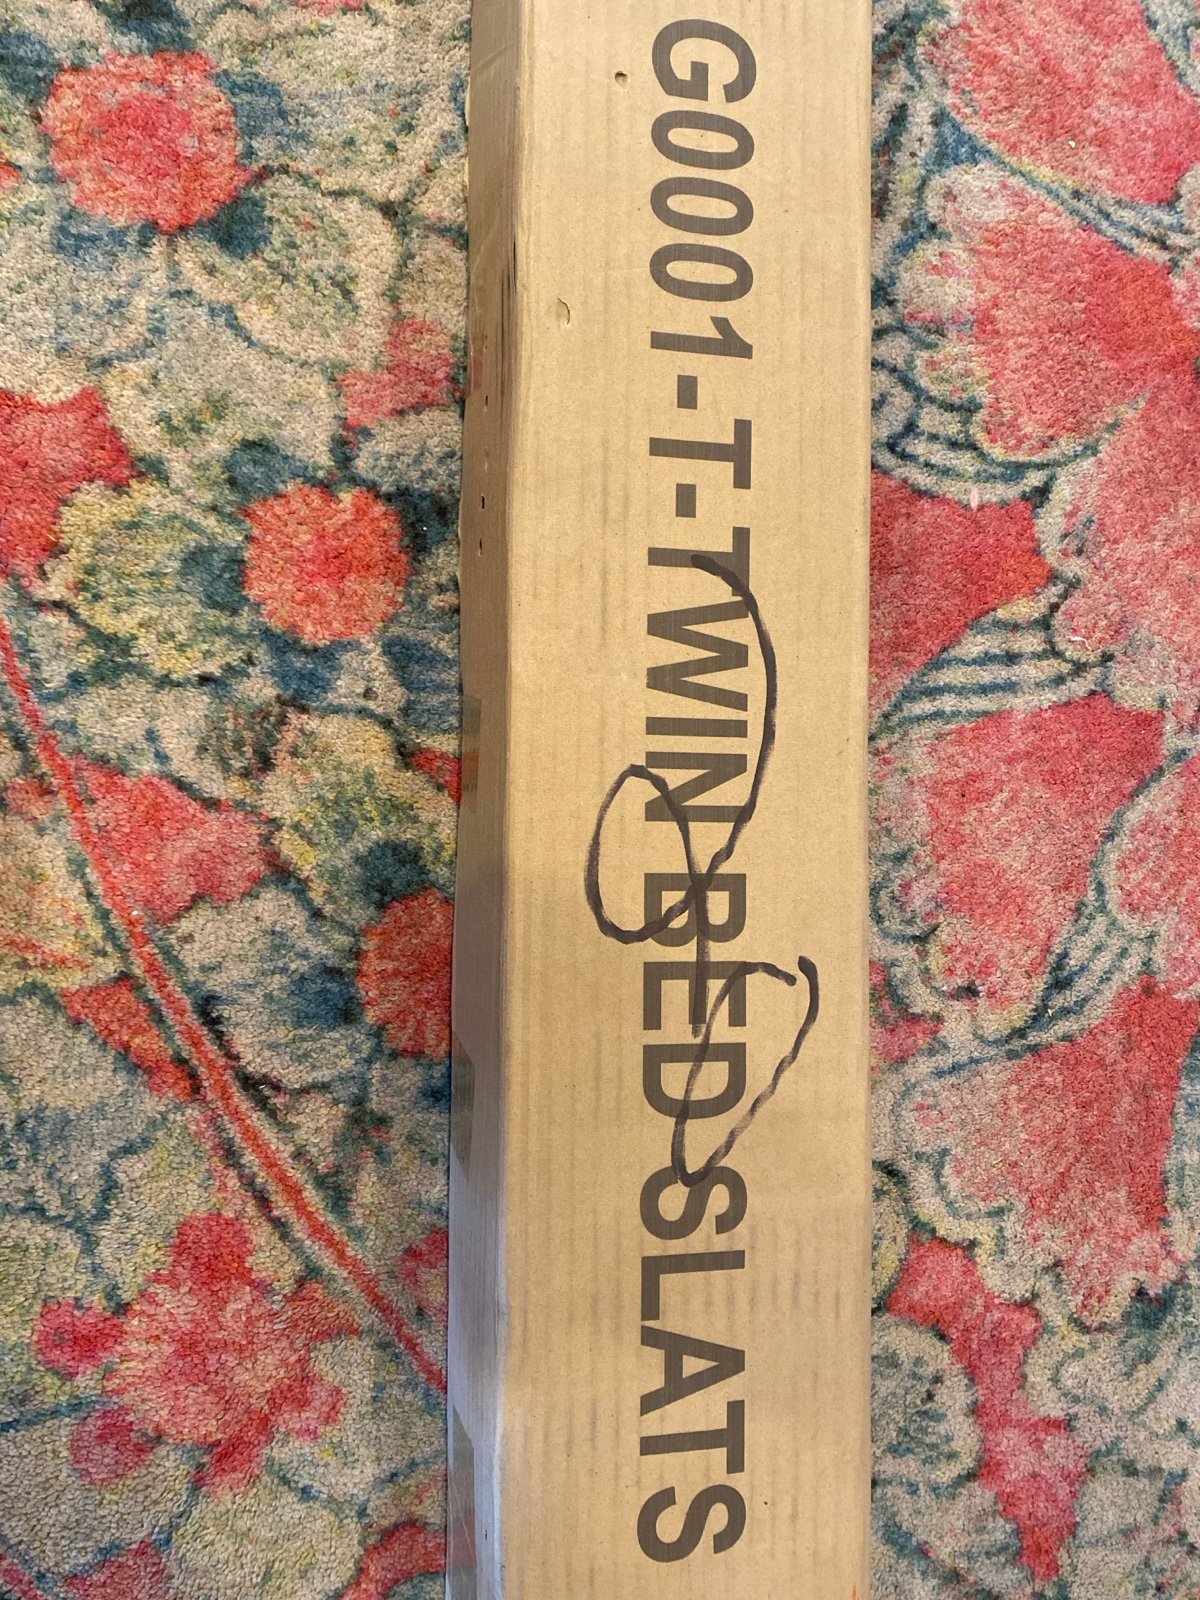 G0001-T-TWIN BED SLATS